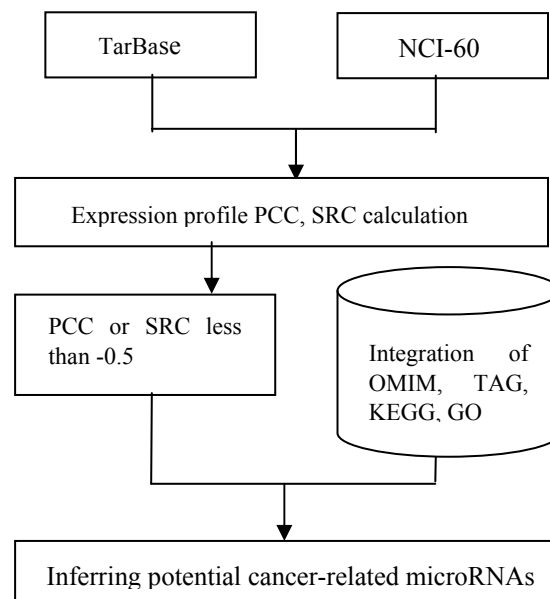 TarBase
NCI-60
Expression profile PCC, SRC calculation
PCC or SRC less
than -0.5
Integration of
OMIM, TAG,
KEGG, GO
Inferring potential cancer-related microRNAs